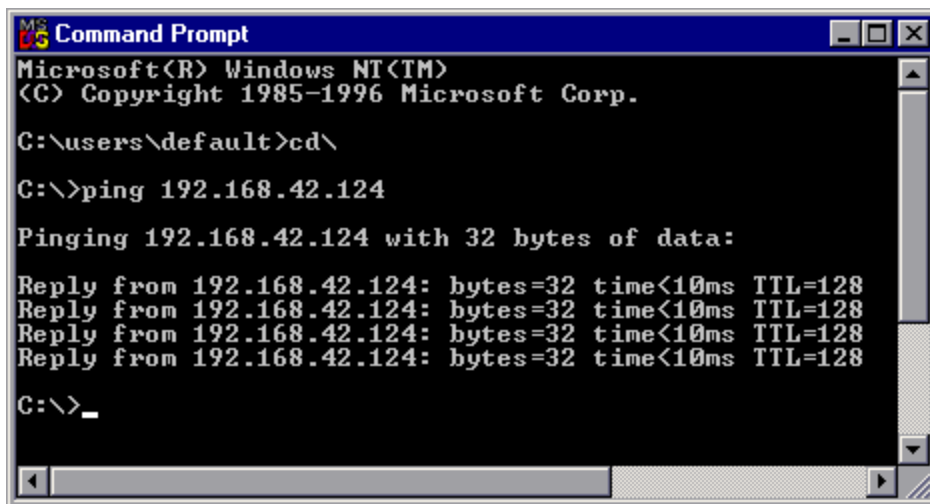 MS DOS Command Prompt
Microsoft(R) Windows NT(TM)
(C) Copyright 1985-1996 Microsoft Corp.
C:\users\default>cd\
C:\>ping 192.168.42.124
Pinging 192.168.42.124 with 32 bytes of data:
Reply from 192.168.42.124: bytes=32 time<10ms TTL=128
Reply from 192.168.42.124: bytes=32 time<10ms TTL=128
Reply from 192.168.42.124: bytes=32 time<10ms TTL=128
Reply from 192.168.42.124: bytes=32 time<10ms TTL=128
C:\>_